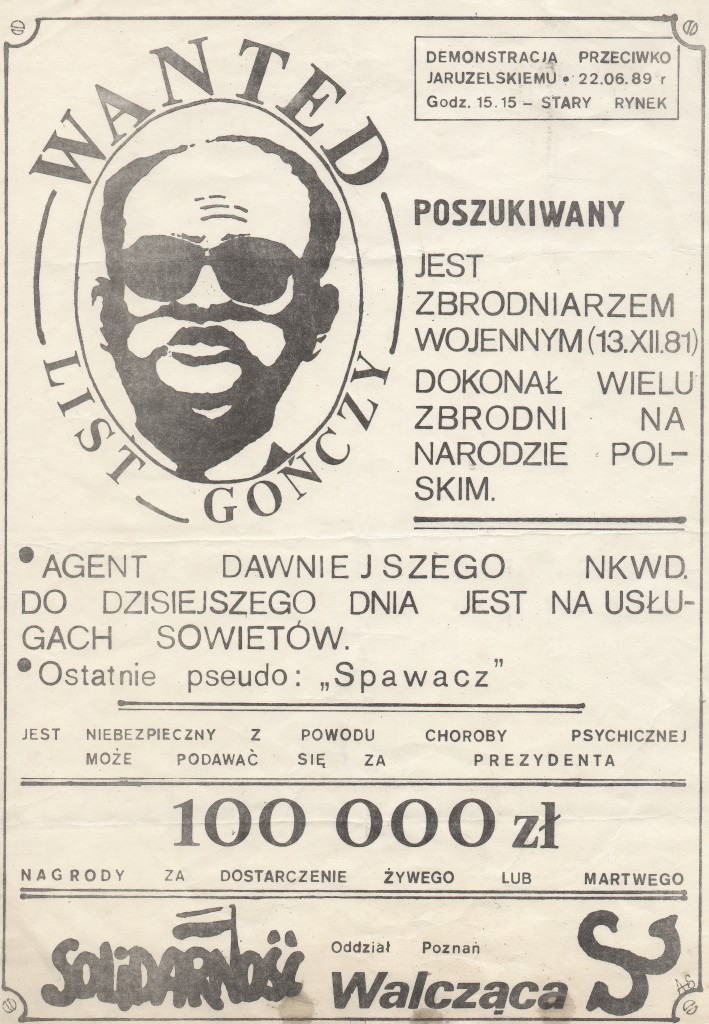 WANTED
LIST GOŃCZY
DEMONSTRACJA PRZECIWKO
JARUZELSKIEMU • 22.06.89 r
Godz. 15.15 – STARY RYNEK
POSZUKIWANY
JEST
ZBRODNIARZEM
WOJENNYM (13.XII.81)
DOKONAŁ WIELU
ZBRODNI NA
NARODZIE POL-
SKIM.
• AGENT DAWNIEJSZEGO NKWD.
DO DZISIEJSZEGO DNIA JEST NA USŁU-
GACH SOWIETÓW.
• Ostatnie pseudo: „Spawacz”
JEST NIEBEZPIECZNY Z POWODU CHOROBY PSYCHICZNEJ
MOŻE PODAWAĆ SIĘ ZA PREZYDENTA
100 000 zł
NAGRODY ZA DOSTARCZENIE ŻYWEGO LUB MARTWEGO
SOLIDARNOŚĆ
Oddział Poznań
Walcząca